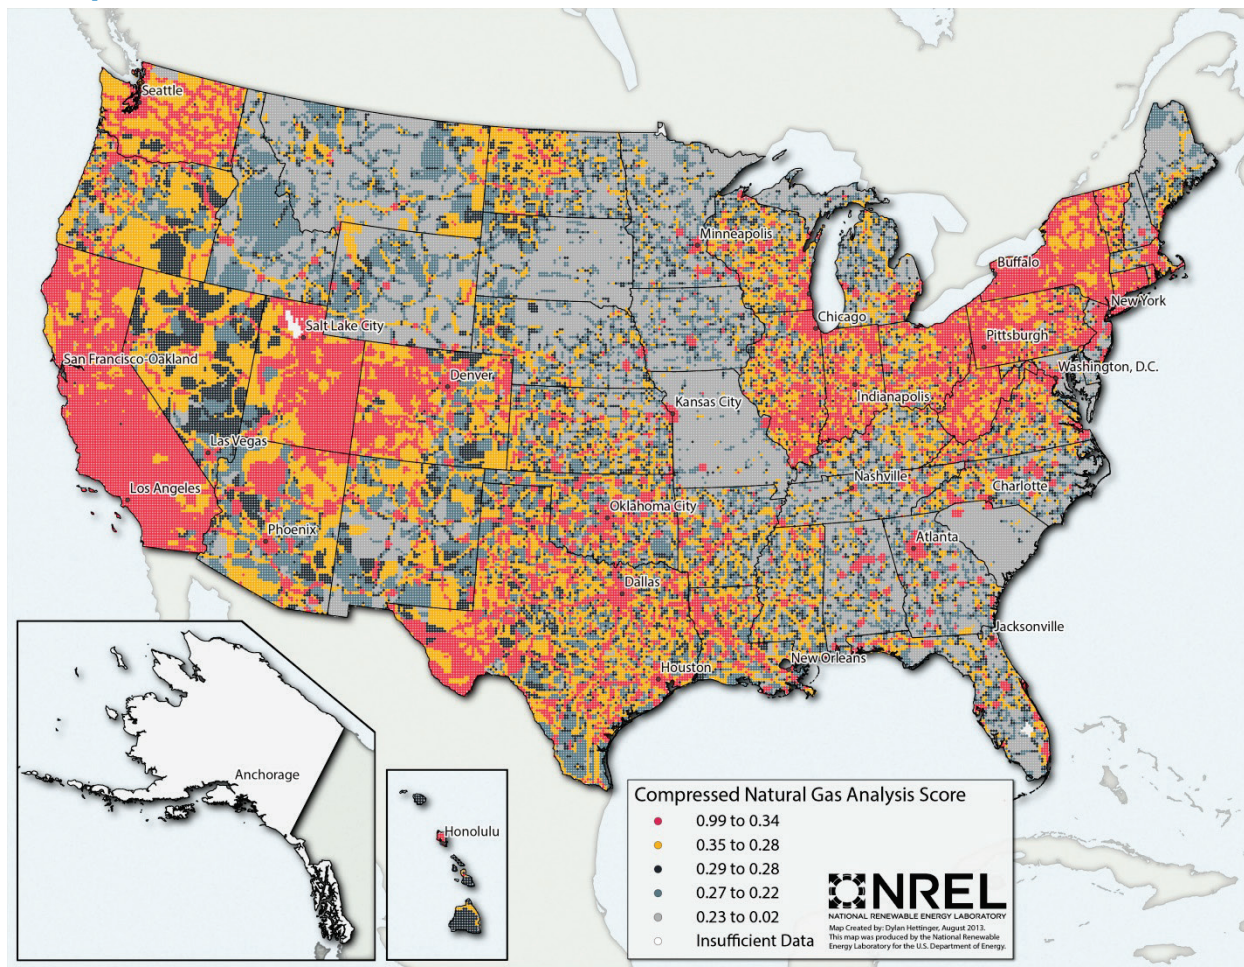 Seattle
Minneapolis
Buffalo
New York
Chicago
Pittsburgh
Salt Lake City
San Francisco-Oakland
Washington, D.C.
Denver
Indianapolis
Kansas City
Las Vegas
Nashville
Los Angeles
Charlotte
Oklahoma City
Phoenix
Atlanta
Dallas
Jacksonville
New Orleans
Houston
Anchorage
Honolulu
Compressed Natural Gas Analysis Score
0.99 to 0.34
0.35 to 0.28
0.29 to 0.28
0.27 to 0.22
0.23 to 0.02
Insufficient Data
NREL
NATIONAL RENEWABLE ENERGY LABORATORY
Map Created by: Dylan Hettinger, August 2013.
This map was produced by the National Renewable
Energy Laboratory for the U.S. Department of Energy.